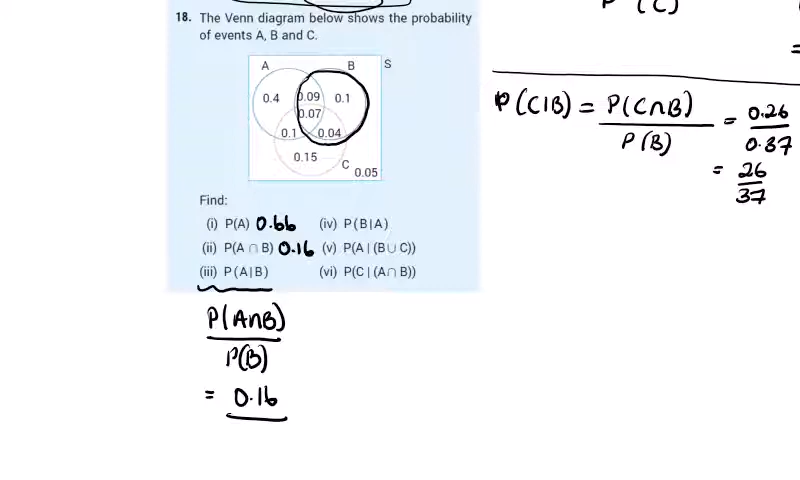 P (C)
=
18. The Venn diagram below shows the probability
of events A, B and C.
A B S
0.4 0.09 0.1
0.07
0.1 0.04
0.15 C
0.05
Find:
(i) P(A) 0.66 (iv) P(B|A)
(ii) P(A ∩ B) 0.16 (v) P(A | (B∪C))
(iii) P(A|B) (vi) P(C | (A∩B))
P(A∩B)
P(B)
= 0.16
P(C|B) = P(C∩B) = 0.26
P(B) 0.37
= 26
37